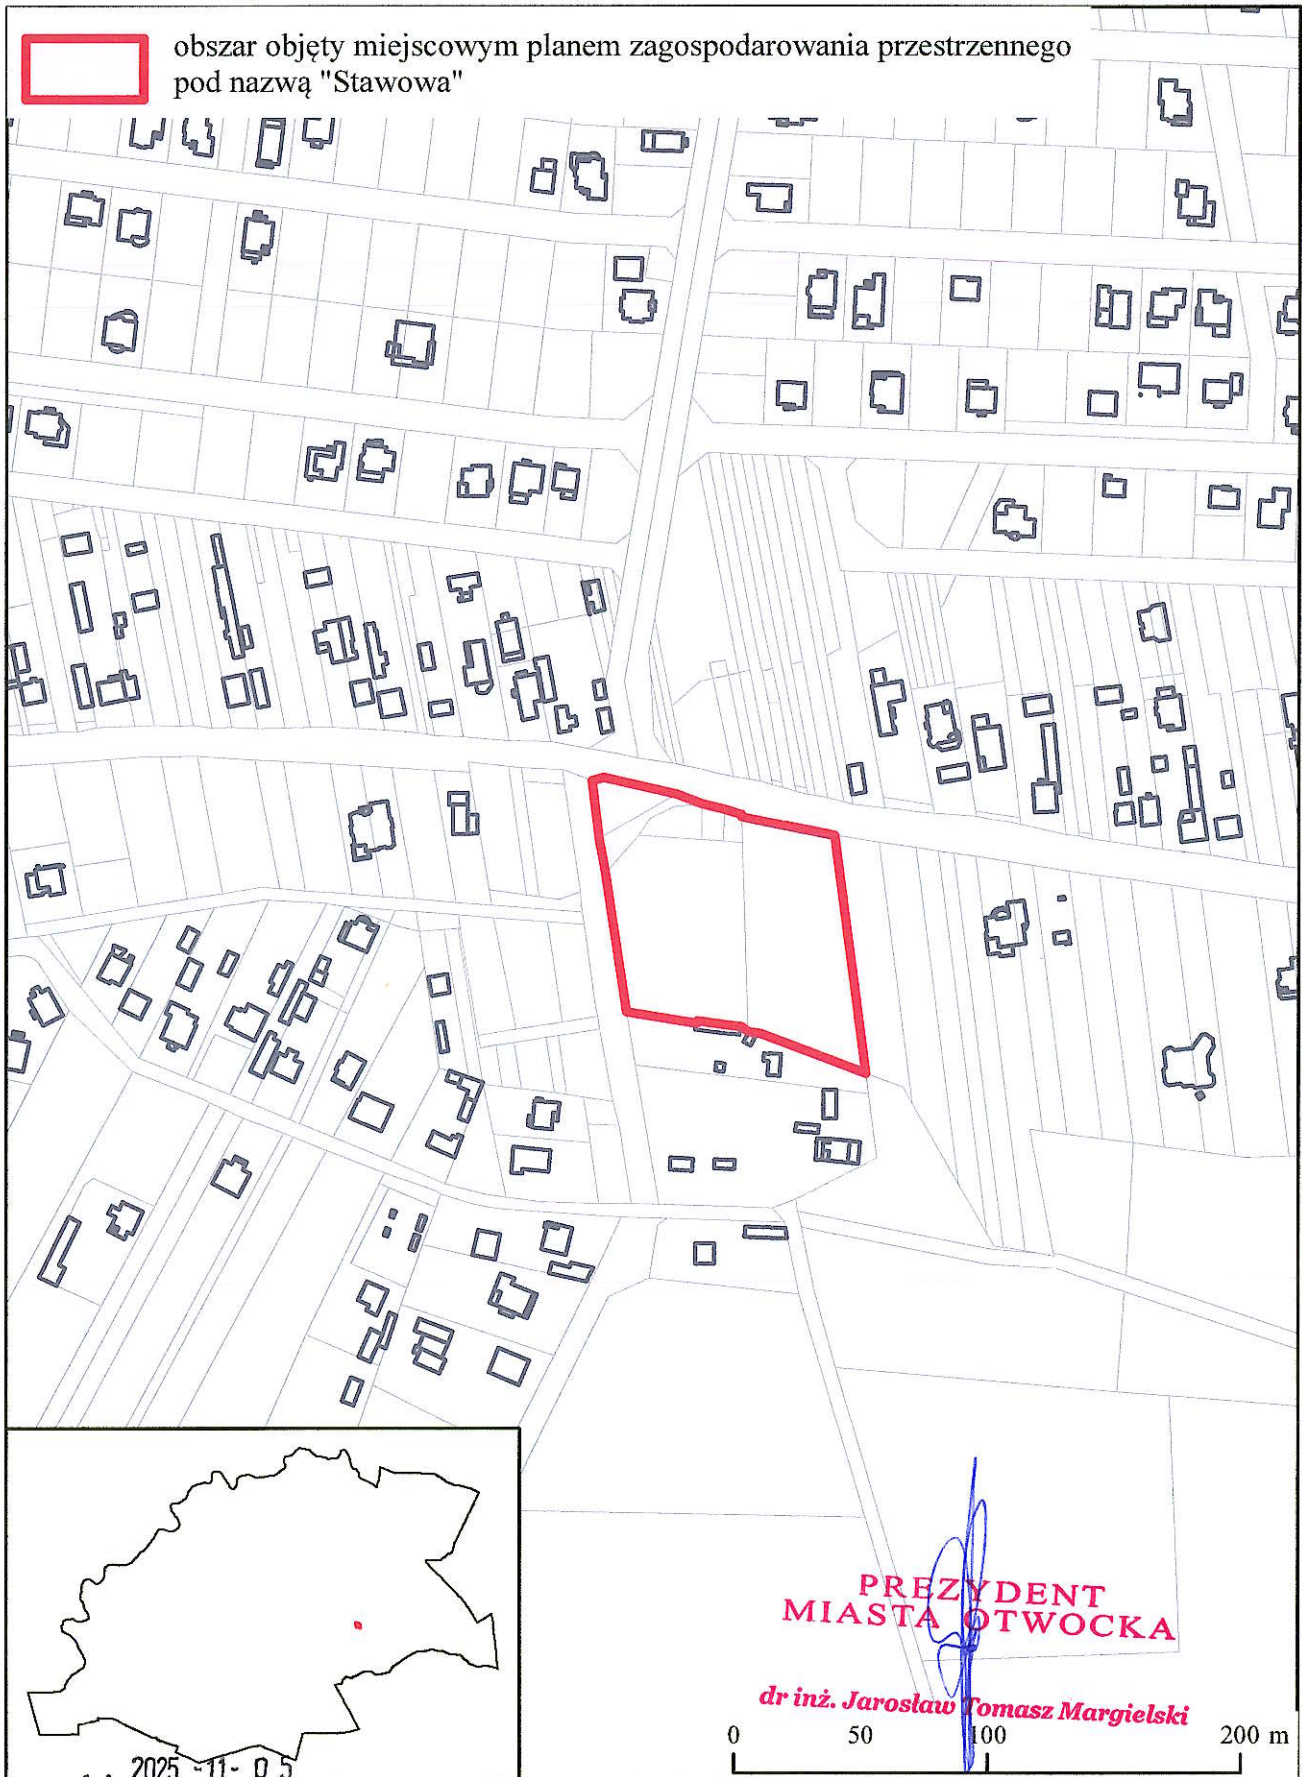 obszar objęty miejscowym planem zagospodarowania przestrzennego
pod nazwą "Stawowa"
PREZYDENT
MIASTA OTWOCKA
dr inż. Jarosław Tomasz Margielski
0 50 100 200 m
2025 -11- 05